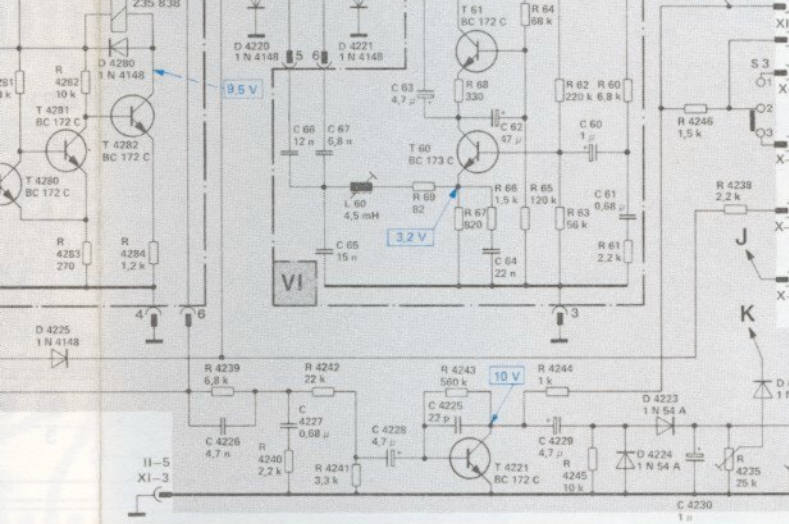 235 838
D 4280
1 N 4148
R
4282
10 k
T 4281
BC 172 C
T 4282
BC 172 C
T 4280
BC 172 C
R
4283
270
R
4284
1,2 k
9,5 V
4
6
D 4220
1 N 4148
5
6
D 4221
1 N 4148
C 66
12 n
C 67
6,8 n
L 60
4,5 mH
C 65
15 n
VI
C 63
4,7 µ
T 61
BC 172 C
R 64
68 k
R 68
330
C 62
47 µ
T 60
BC 173 C
R 69
82
3,2 V
R 67
820
R 66
1,5 k
C 64
22 n
R 65
120 k
R 62
220 k
R 60
6,8 k
C 60
1 µ
R 63
56 k
C 61
0,68 µ
R 61
2,2 k
3
S 3
1
2
3
R 4246
1,5 k
R 4238
2,2 k
J
K
D 4225
1 N 4148
R 4239
6,8 k
C 4226
4,7 n
R 4242
22 k
C
4227
0,68 µ
R
4240
2,2 k
R 4241
3,3 k
C 4228
4,7 µ
R 4243
560 k
C 4225
22 p
10 V
T 4221
BC 172 C
R 4244
1 k
C 4229
4,7 µ
R
4245
10 k
D 4223
1 N 54 A
D 4224
1 N 54 A
C 4230
1 µ
R
4235
25 k
II-5
XI-3